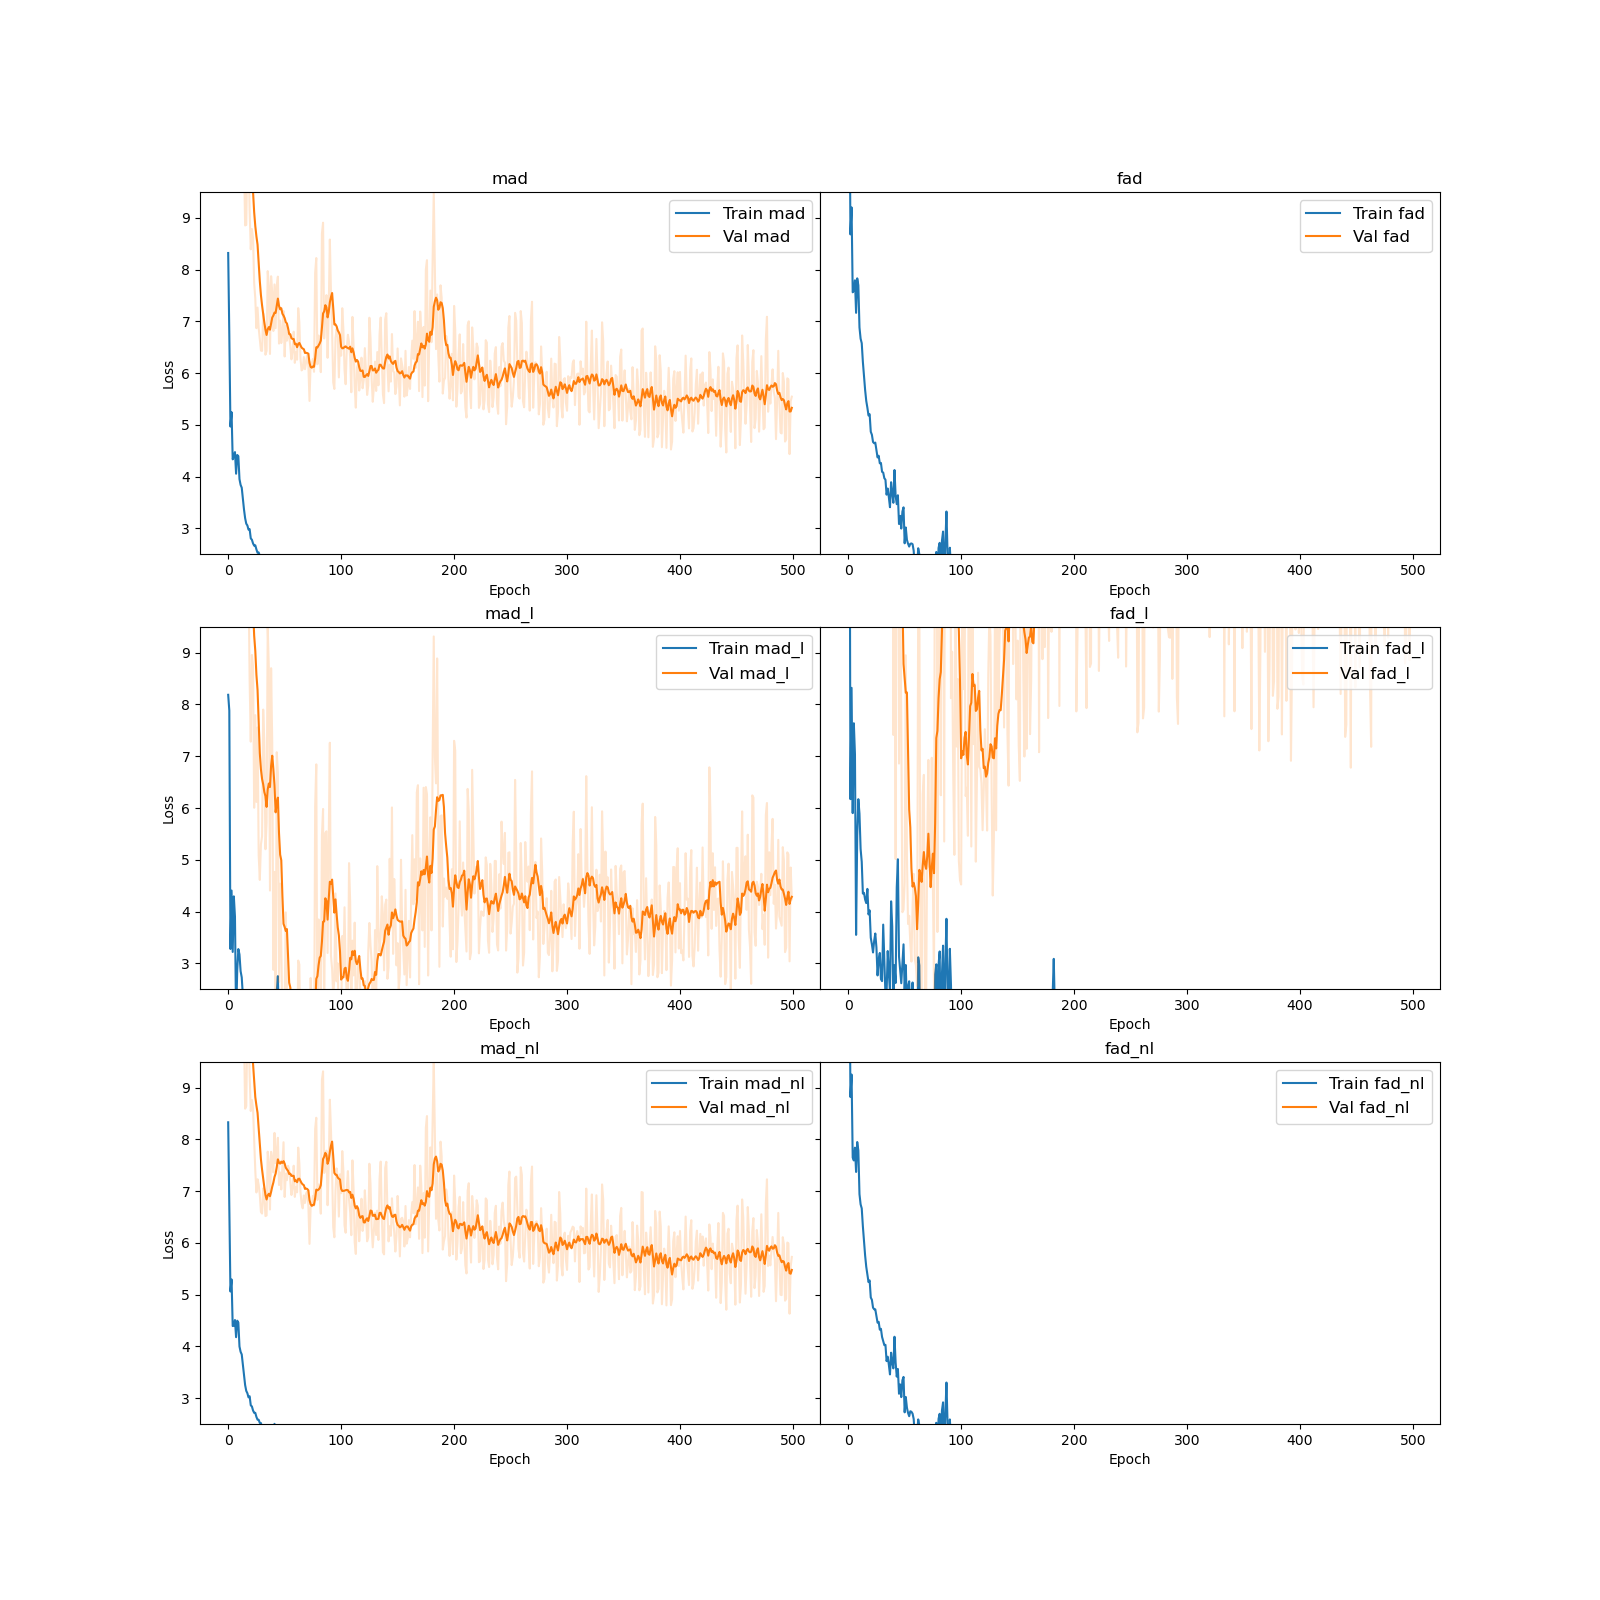 mad
fad
Train mad
Val mad
Train fad
Val fad
9
8
7
6
5
4
3
Loss
0 100 200 300 400 500
0 100 200 300 400 500
Epoch
Epoch
mad_l
fad_l
Train mad_l
Val mad_l
Train fad_l
Val fad_l
9
8
7
6
5
4
3
Loss
0 100 200 300 400 500
0 100 200 300 400 500
Epoch
Epoch
mad_nl
fad_nl
Train mad_nl
Val mad_nl
Train fad_nl
Val fad_nl
9
8
7
6
5
4
3
Loss
0 100 200 300 400 500
0 100 200 300 400 500
Epoch
Epoch